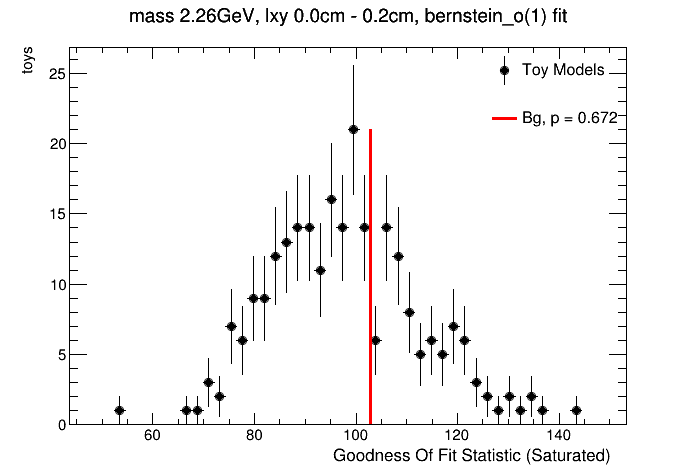 mass 2.26GeV, lxy 0.0cm - 0.2cm, bernstein_o(1) fit
toys
25
20
15
10
5
0
Toy Models
Bg, p = 0.672
60 80 100 120 140
Goodness Of Fit Statistic (Saturated)